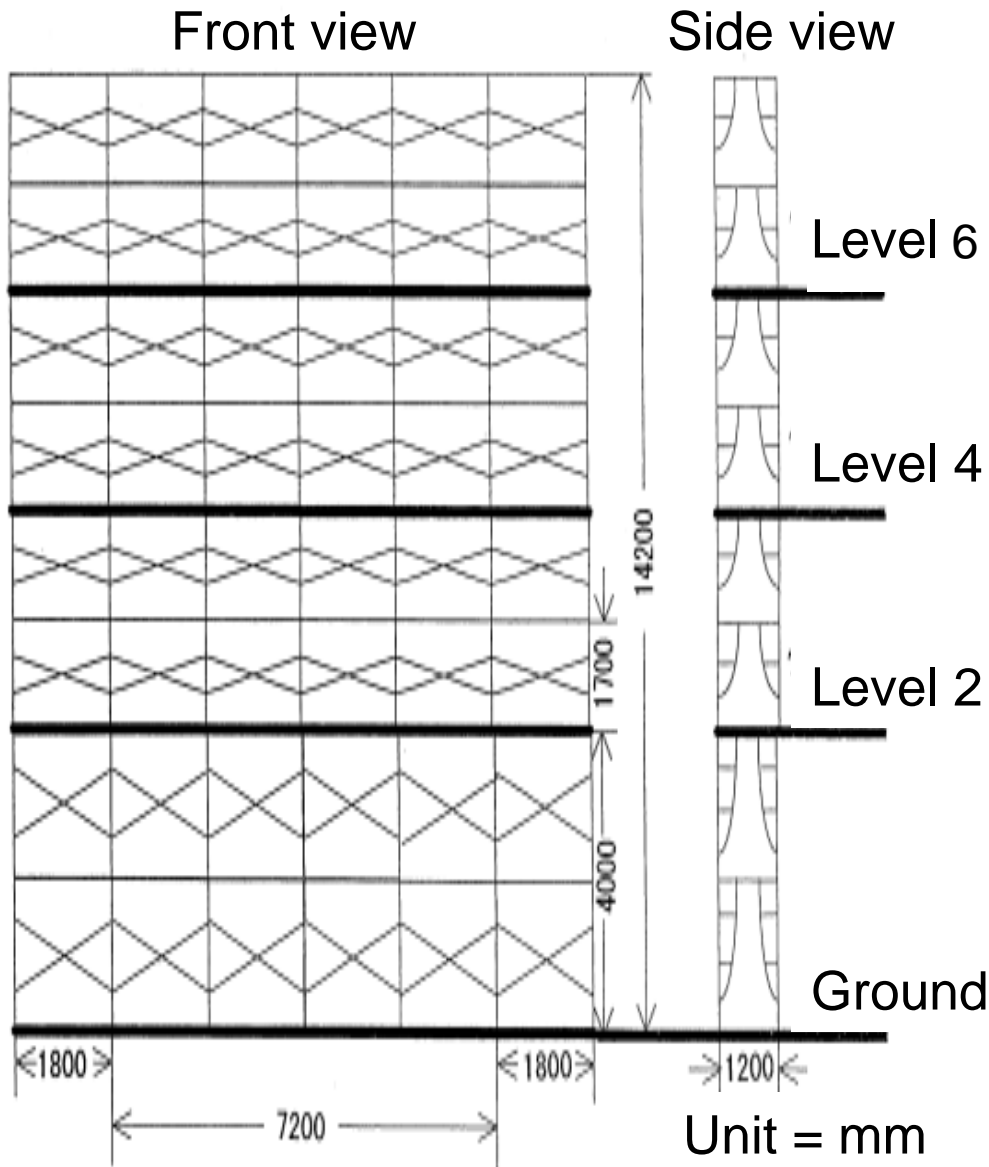 Front view
Side view
Level 6
Level 4
14200
1700
Level 2
4000
Ground
1800
1800
1200
7200
Unit = mm